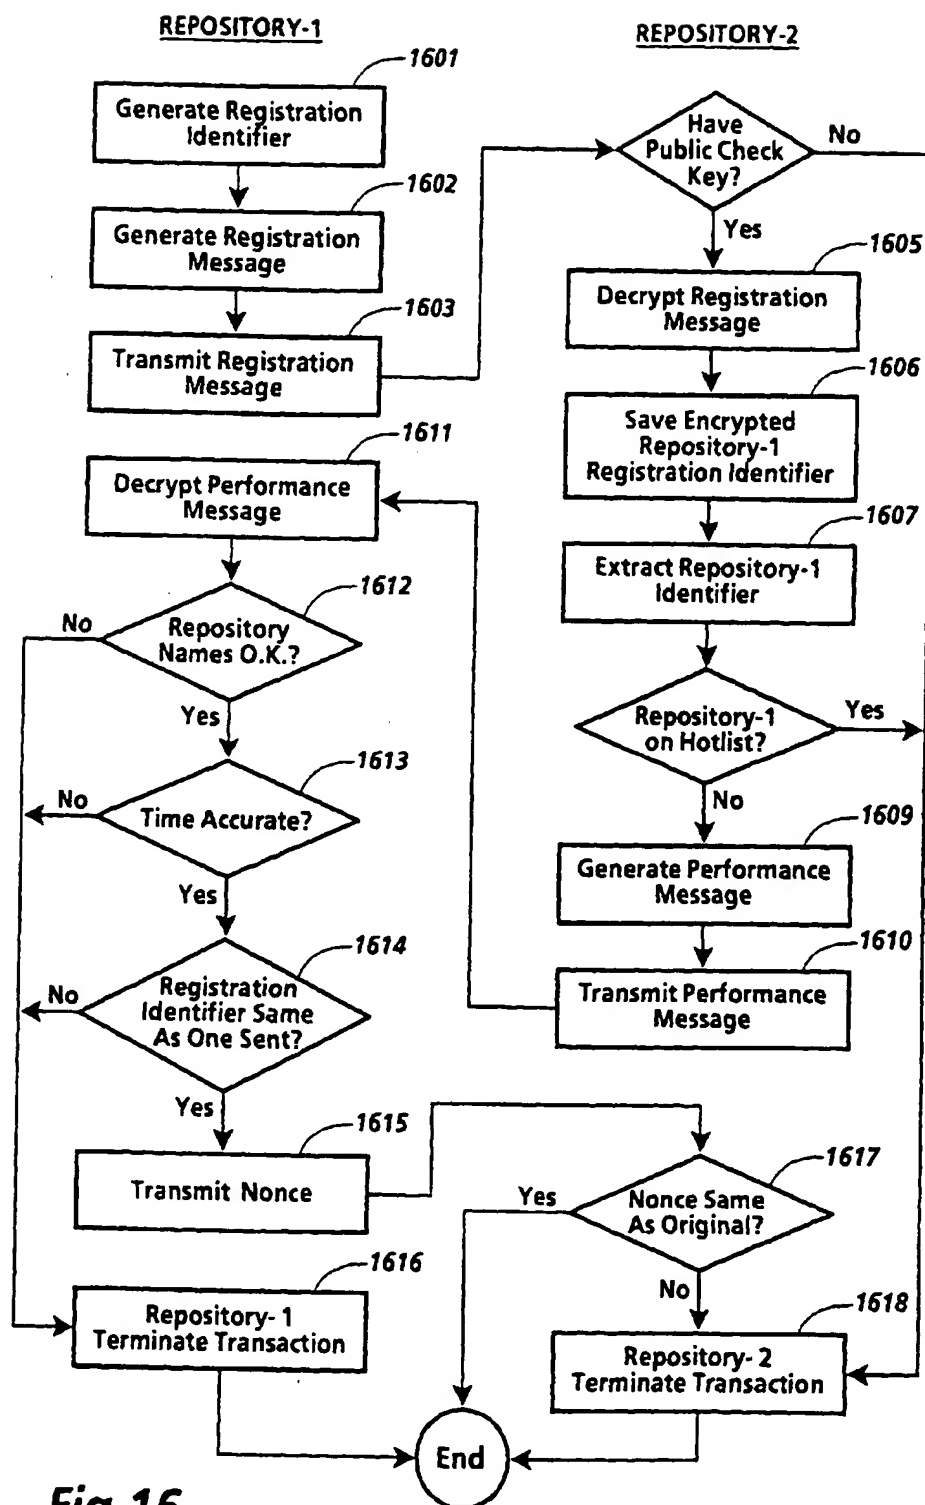 REPOSITORY-1
1601
Generate Registration
Identifier
1602
Generate Registration
Message
1603
Transmit Registration
Message
1611
Decrypt Performance
Message
1612
No
Repository
Names O.K.?
Yes
1613
No
Time Accurate?
Yes
1614
No
Registration
Identifier Same
As One Sent?
Yes
1615
Transmit Nonce
1616
Repository-1
Terminate Transaction
REPOSITORY-2
Have
Public Check
Key?
No
Yes
1605
Decrypt Registration
Message
1606
Save Encrypted
Repository-1
Registration Identifier
1607
Extract Repository-1
Identifier
Repository-1
on Hotlist?
Yes
No
1609
Generate Performance
Message
1610
Transmit Performance
Message
1617
Yes
Nonce Same
As Original?
No
1618
Repository-2
Terminate Transaction
End
Fig. 16